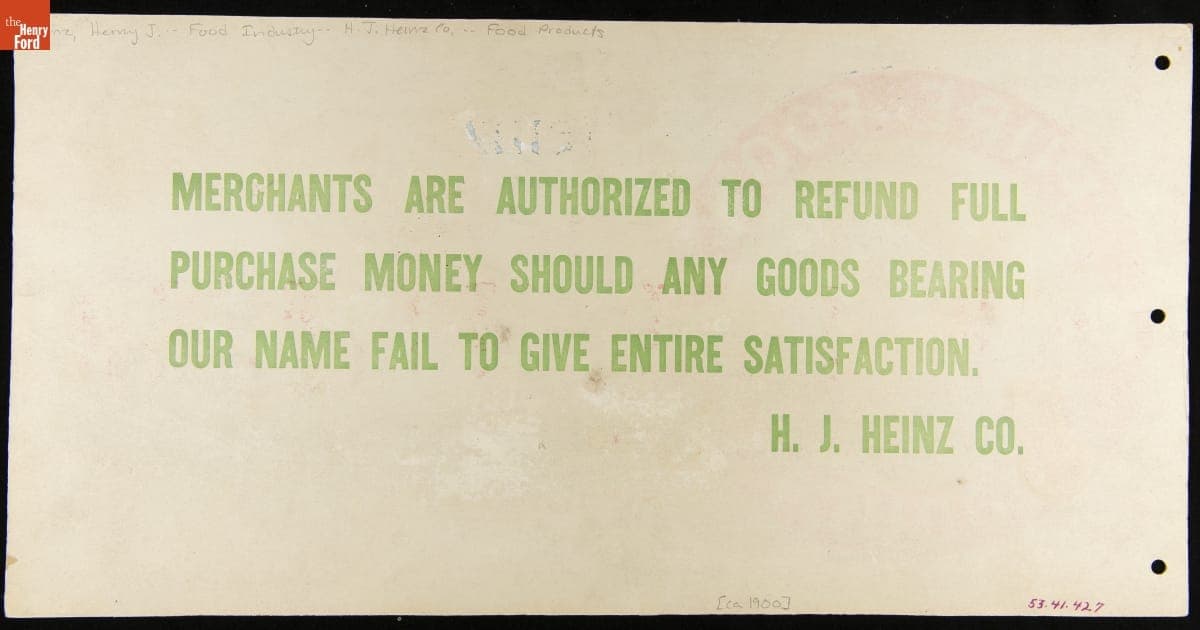 the
Henry
Ford
Henry J. -- Food Industry -- H. J. Heinz Co. -- Food Products
MERCHANTS ARE AUTHORIZED TO REFUND FULL
PURCHASE MONEY SHOULD ANY GOODS BEARING
OUR NAME FAIL TO GIVE ENTIRE SATISFACTION.
H. J. HEINZ CO.
[ca 1900]
53.41.427